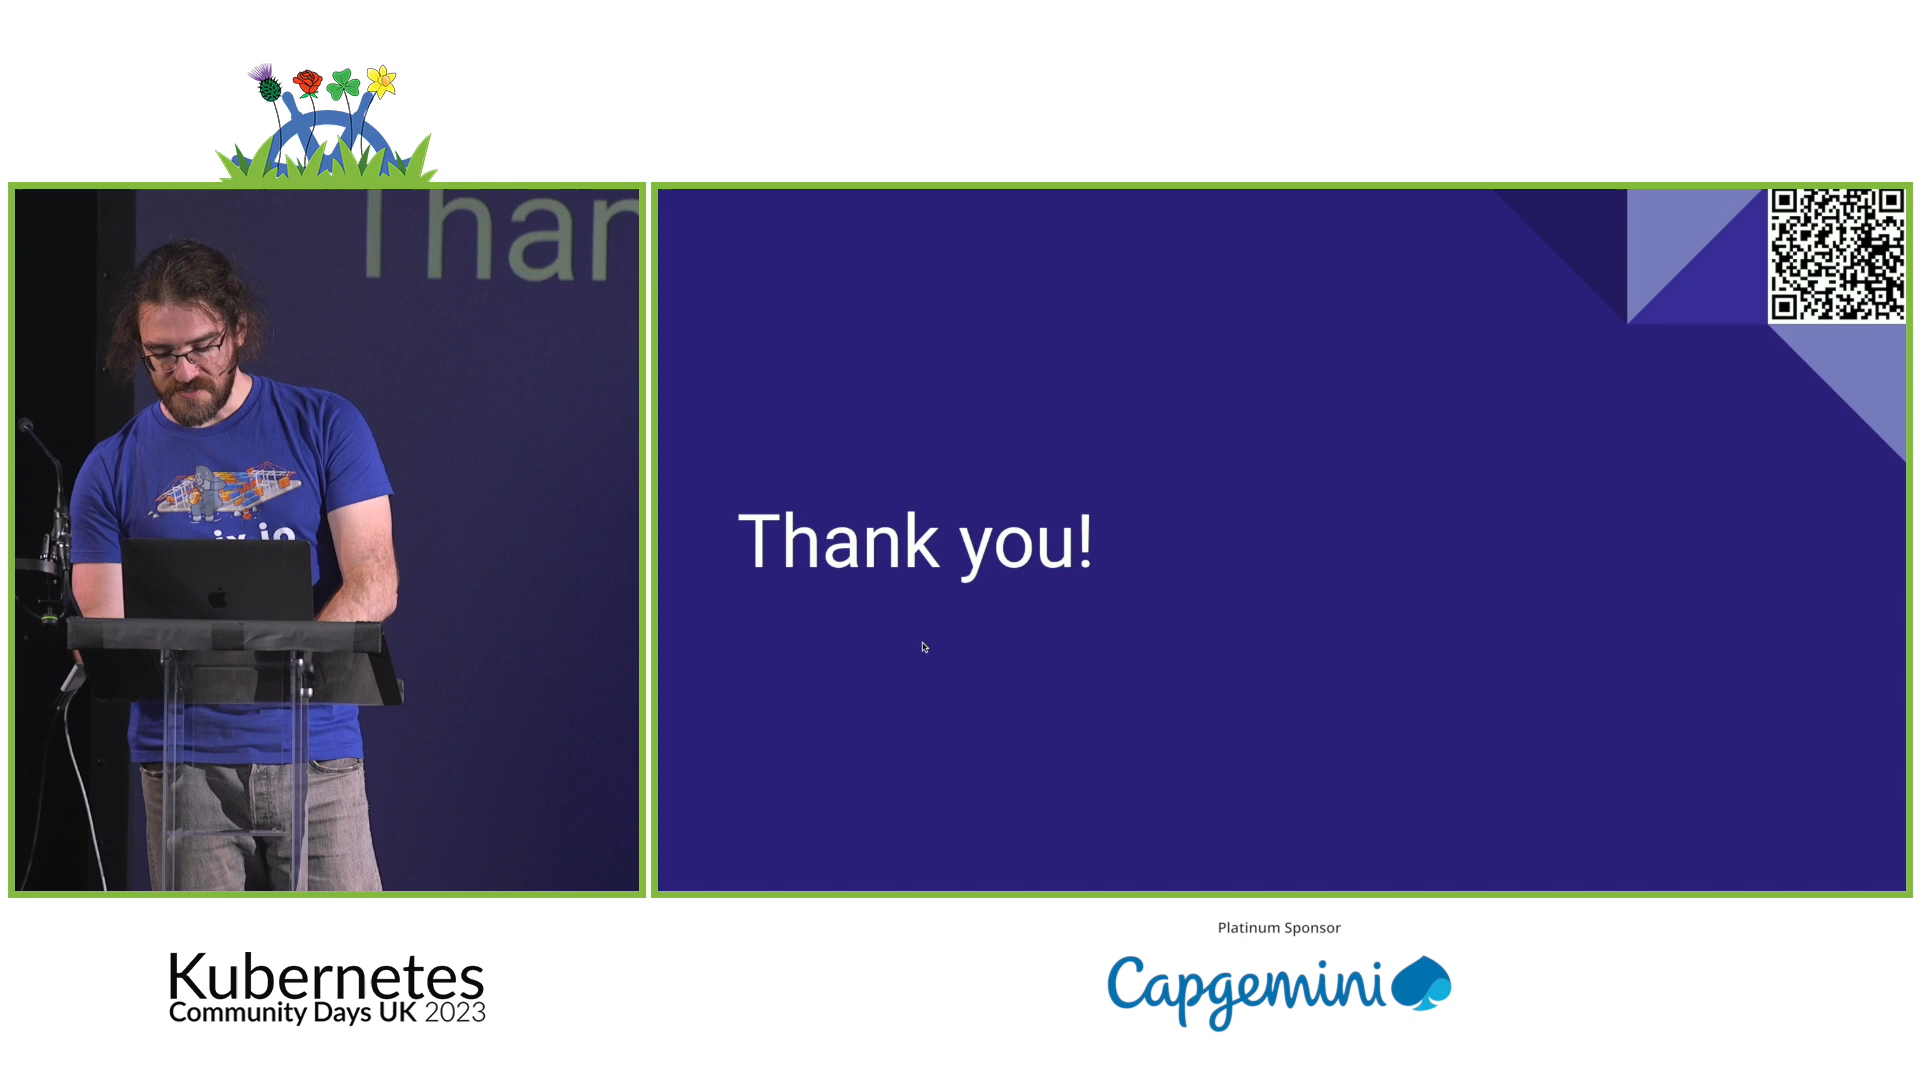 Than
Thank you!
Platinum Sponsor
Kubernetes
Community Days UK 2023
Capgemini